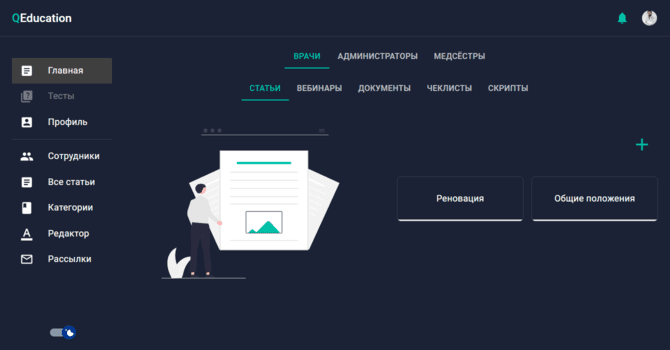 QEducation
ВРАЧИ АДМИНИСТРАТОРЫ МЕДСЁСТРЫ
СТАТЬИ ВЕБИНАРЫ ДОКУМЕНТЫ ЧЕКЛИСТЫ СКРИПТЫ
Главная
Тесты
Профиль
Сотрудники
Все статьи
Категории
Редактор
Рассылки
Реновация
Общие положения